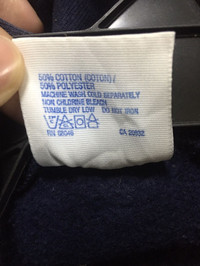 50% COTTON (COTON) /
50% POLYESTER
MACHINE WASH COLD SEPARATELY
NON CHLORINE BLEACH
TUMBLE DRY LOW DO NOT IRON
CA